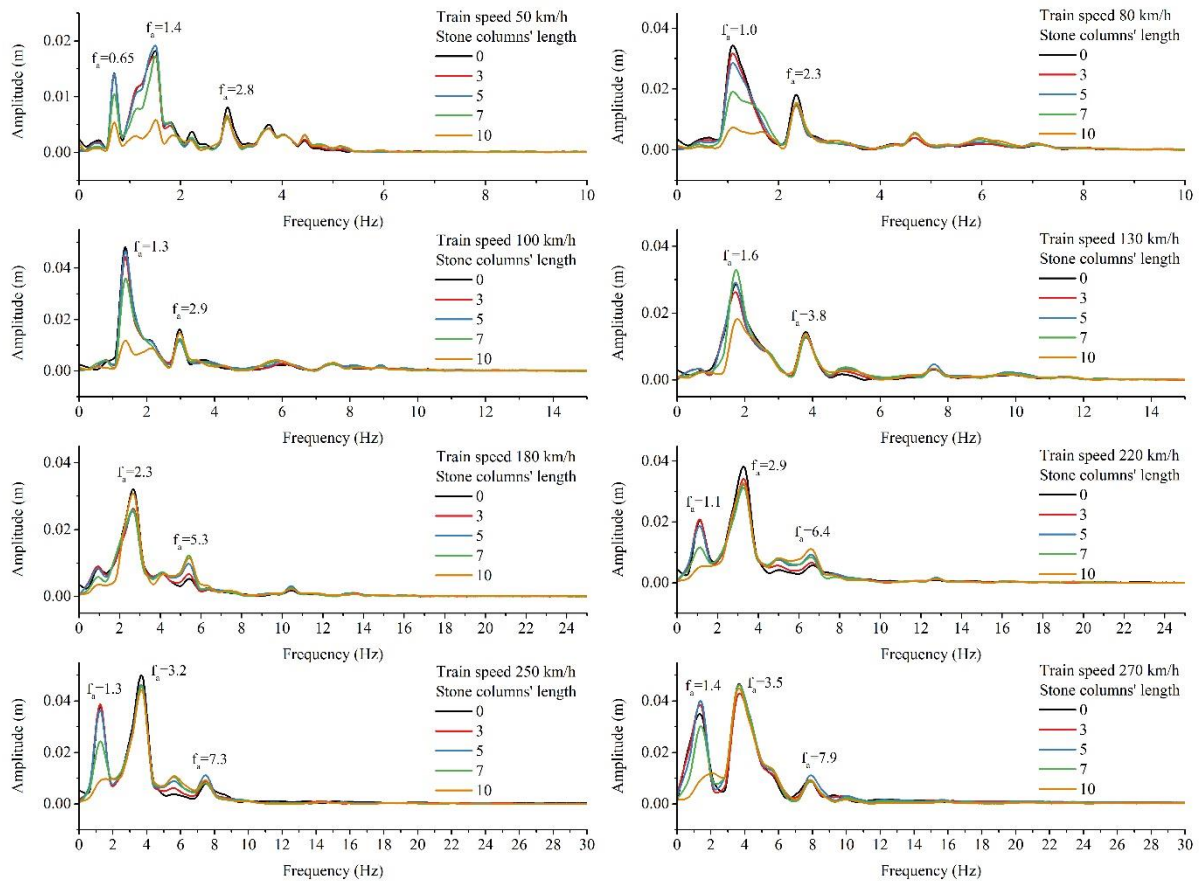 Train speed 50 km/h
Stone columns' length
0
3
5
7
10
fa=0.65
fa=1.4
fa=2.8
Amplitude (m)
0.02
0.01
0.00
0 2 4 6 8 10
Frequency (Hz)
Train speed 80 km/h
Stone columns' length
0
3
5
7
10
fa=1.0
fa=2.3
Amplitude (m)
0.04
0.02
0.00
0 2 4 6 8 10
Frequency (Hz)
Train speed 100 km/h
Stone columns' length
0
3
5
7
10
fa=1.3
fa=2.9
Amplitude (m)
0.04
0.02
0.00
0 2 4 6 8 10 12 14
Frequency (Hz)
Train speed 130 km/h
Stone columns' length
0
3
5
7
10
fa=1.6
fa=3.8
Amplitude (m)
0.04
0.02
0.00
0 2 4 6 8 10 12 14
Frequency (Hz)
Train speed 180 km/h
Stone columns' length
0
3
5
7
10
fa=2.3
fa=5.3
Amplitude (m)
0.04
0.02
0.00
0 2 4 6 8 10 12 14 16 18 20 22 24
Frequency (Hz)
Train speed 220 km/h
Stone columns' length
0
3
5
7
10
fa=1.1
fa=2.9
fa=6.4
Amplitude (m)
0.04
0.02
0.00
0 2 4 6 8 10 12 14 16 18 20 22 24
Frequency (Hz)
Train speed 250 km/h
Stone columns' length
0
3
5
7
10
fa=1.3
fa=3.2
fa=7.3
Amplitude (m)
0.04
0.02
0.00
0 2 4 6 8 10 12 14 16 18 20 22 24 26 28 30
Frequency (Hz)
Train speed 270 km/h
Stone columns' length
0
3
5
7
10
fa=1.4
fa=3.5
fa=7.9
Amplitude (m)
0.04
0.02
0.00
0 2 4 6 8 10 12 14 16 18 20 22 24 26 28 30
Frequency (Hz)